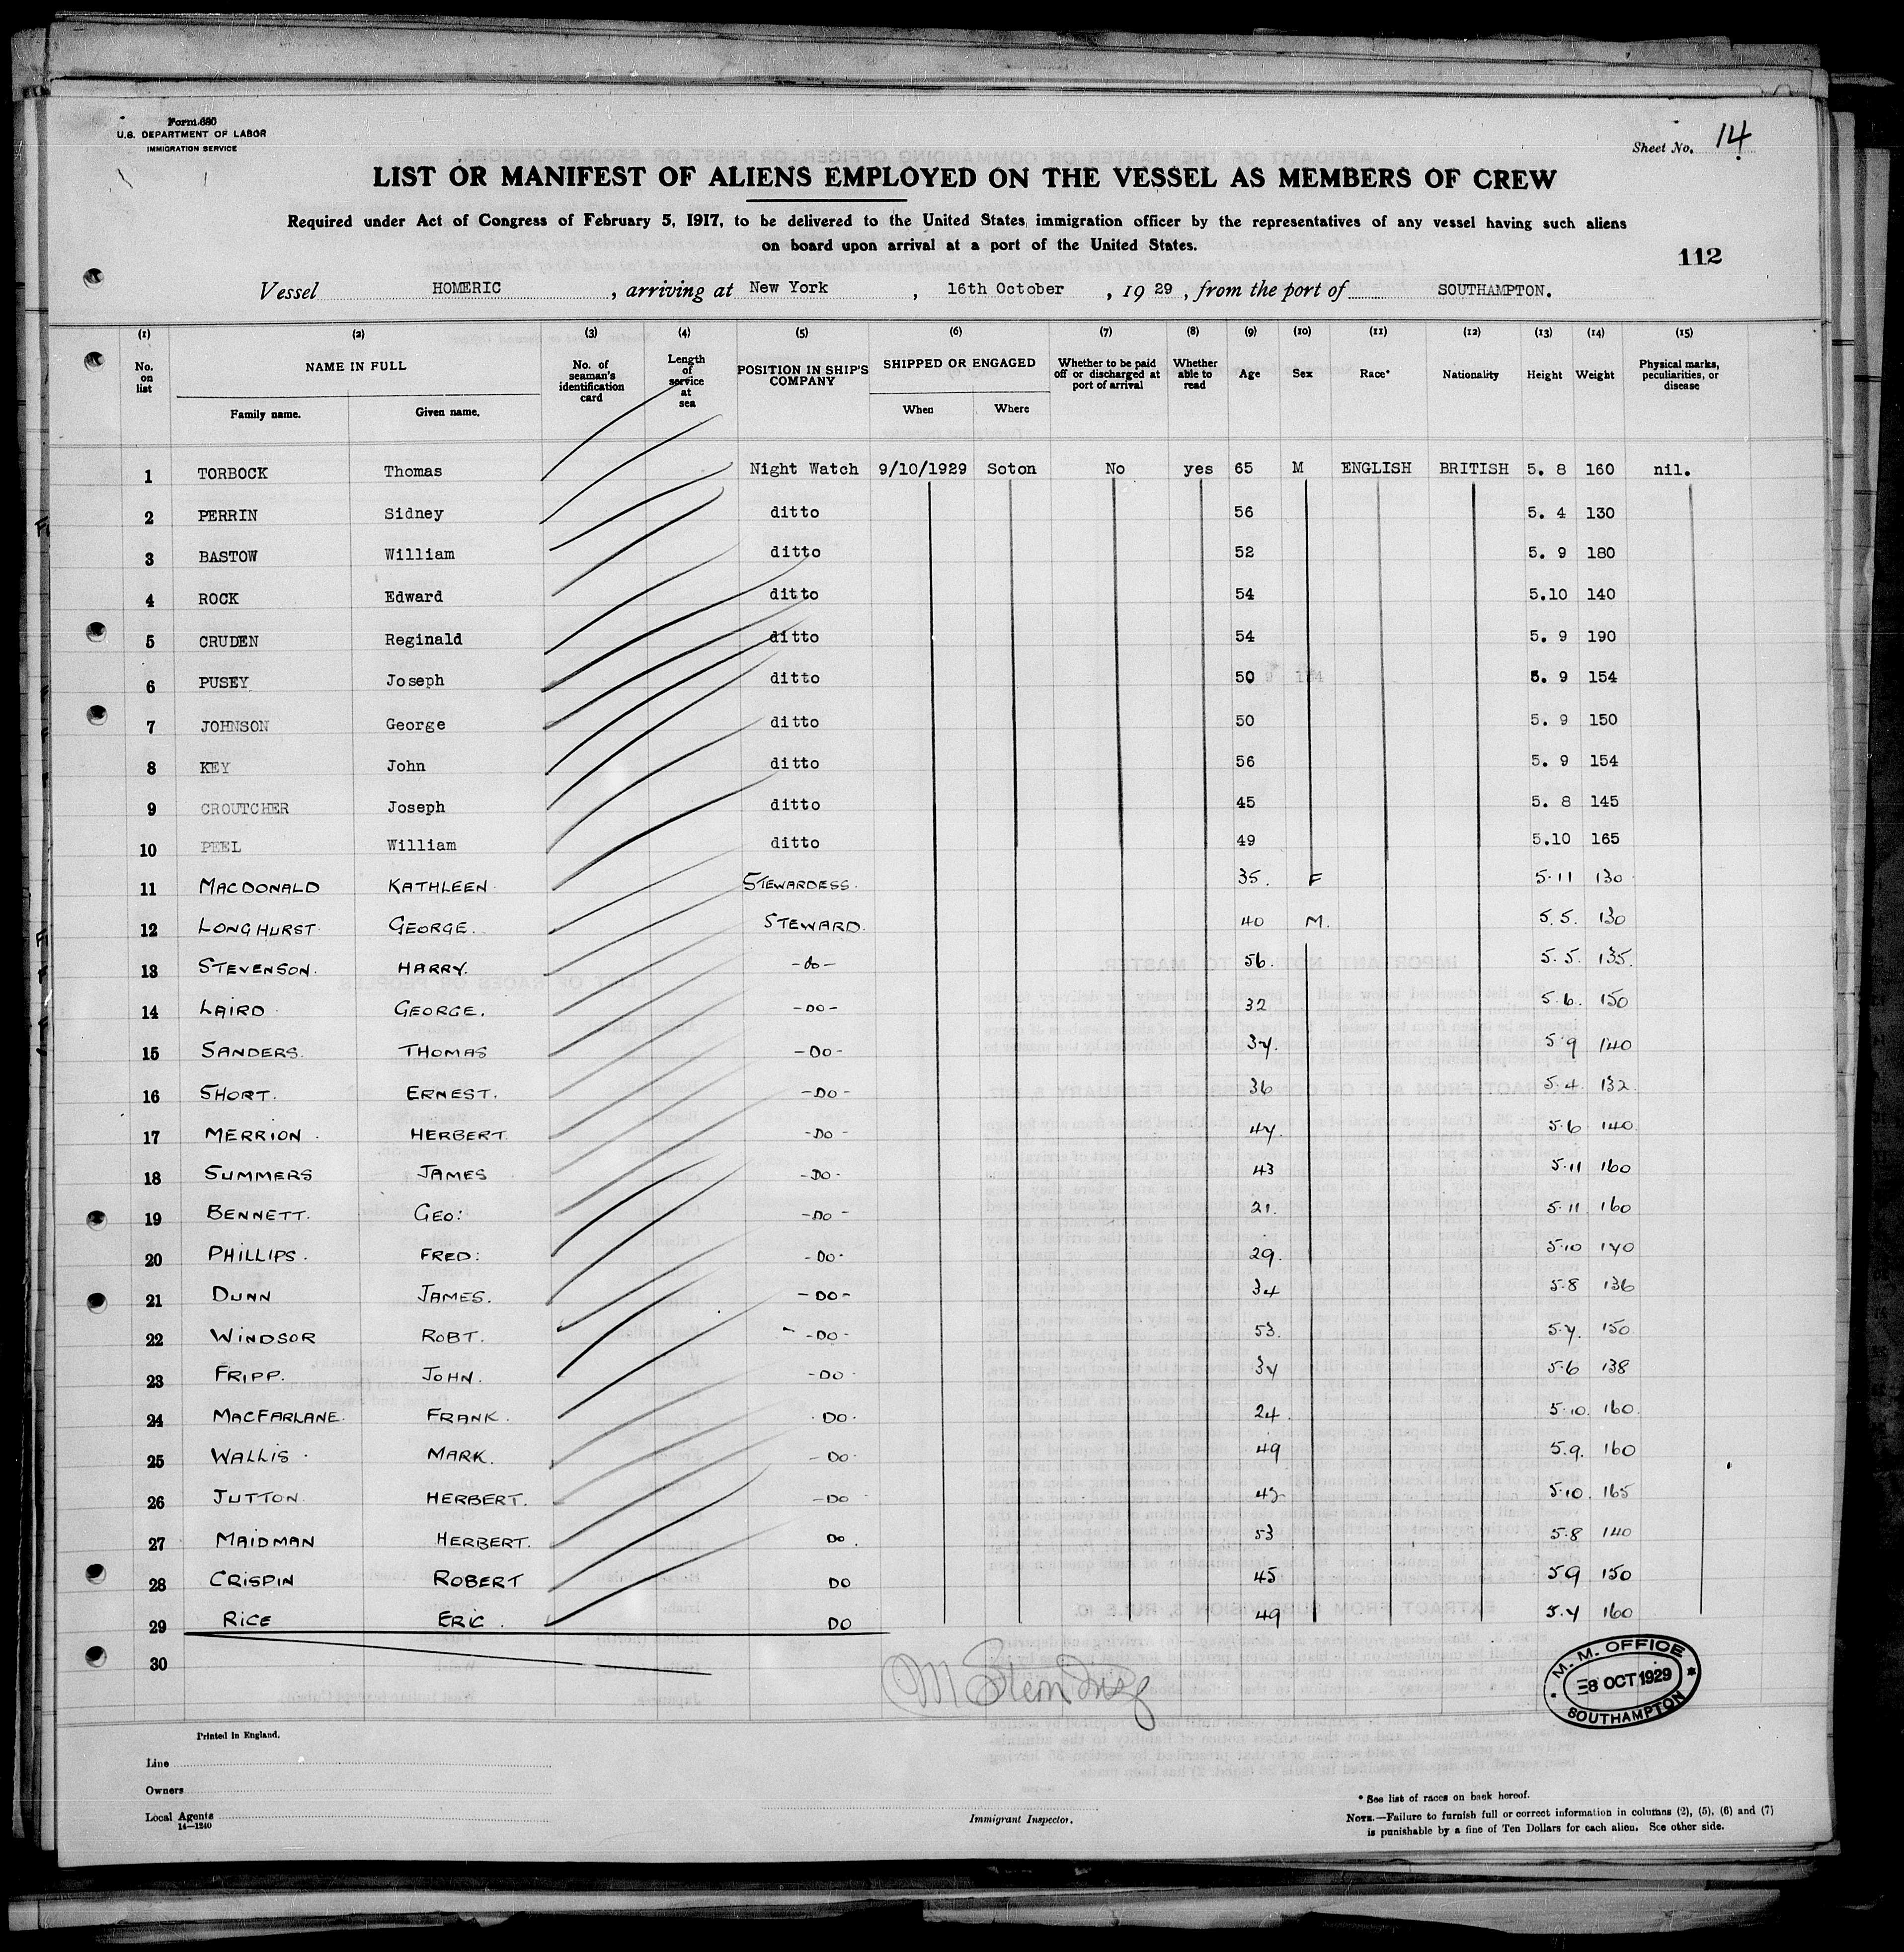 Form 680
U.S. DEPARTMENT OF LABOR
IMMIGRATION SERVICE
Sheet No. 14
LIST OR MANIFEST OF ALIENS EMPLOYED ON THE VESSEL AS MEMBERS OF CREW
Required under Act of Congress of February 5, 1917, to be delivered to the United States immigration officer by the representatives of any vessel having such aliens
on board upon arrival at a port of the United States.
112
Vessel HOMERIC, arriving at New York, 16th October, 1929, from the port of SOUTHAMPTON.
(1) (2) (3) (4) (5) (6) (7) (8) (9) (10) (11) (12) (13) (14) (15)
No. on list NAME IN FULL Family name. Given name. No. of seaman's identification card Length of service at sea POSITION IN SHIP'S COMPANY SHIPPED OR ENGAGED When Where Whether to be paid off or discharged at port of arrival Whether able to read Age Sex Race* Nationality Height Weight Physical marks, peculiarities, or disease
1 TORBOCK Thomas Night Watch 9/10/1929 Soton No yes 65 M ENGLISH BRITISH 5. 8 160 nil.
2 PERRIN Sidney ditto 56 5. 4 130
3 BASTOW William ditto 52 5. 9 180
4 ROCK Edward ditto 54 5.10 140
5 CRUDEN Reginald ditto 54 5. 9 190
6 PUSEY Joseph ditto 50 5. 9 154
7 JOHNSON George ditto 50 5. 9 150
8 KEY John ditto 56 5. 9 154
9 CROUTCHER Joseph ditto 45 5. 8 145
10 PEEL William ditto 49 5.10 165
11 MACDONALD KATHLEEN STEWARDESS. 35. F 5.11 130
12 LONGHURST GEORGE. STEWARD. 40 M. 5.5. 130
13 STEVENSON. HARRY. -do- 56. 5.5. 135.
14 LAIRD GEORGE. -DO- 32 5.6. 150
15 SANDERS. THOMAS -DO- 34. 5.9 140
16 SHORT. ERNEST. -DO- 36 5.4. 132.
17 MERRION. HERBERT. -DO- 5.6 140.
18 SUMMERS JAMES -DO- 43 5.11 160
19 BENNETT. GEO: -DO- 21. 5.11. 160
20 PHILLIPS. FRED: -DO- 29. 5.10
21 DUNN JAMES. -DO- 34 5.8 136
22 WINDSOR ROBT. -DO- 53. 150
23 FRIPP. JOHN. -DO- 5.6 138
24 MACFARLANE. FRANK. DO. 24. 5.10. 160.
25 WALLIS. MARK. -DO 49 5.9. 160
26 JUTTON. HERBERT. -DO 5.10. 165
27 MAIDMAN HERBERT. DO. 53 5.8 140
28 CRISPIN ROBERT DO 45 5.9 150
29 RICE ERIC. DO 49 160
30
M. M. OFFICE
8 OCT 1929
SOUTHAMPTON
Printed in England.
Line
Owners
Local Agents
14—1240
Immigrant Inspector.
* See list of races on back hereof.
NOTE.—Failure to furnish full or correct information in columns (2), (5), (6) and (7)
is punishable by a fine of Ten Dollars for each alien. See other side.